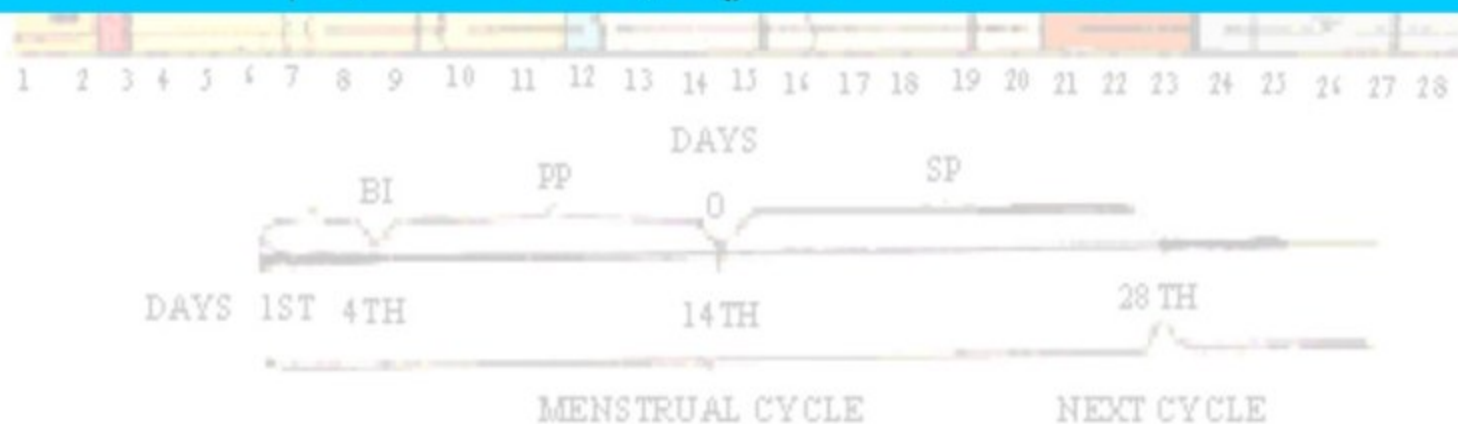 1 2 3 4 5 6 7 8 9 10 11 12 13 14 15 16 17 18 19 20 21 22 23 24 25 26 27 28
DAYS
BI PP O SP
DAYS 1ST 4TH 14TH 28 TH
MENSTRUAL CYCLE NEXT CYCLE